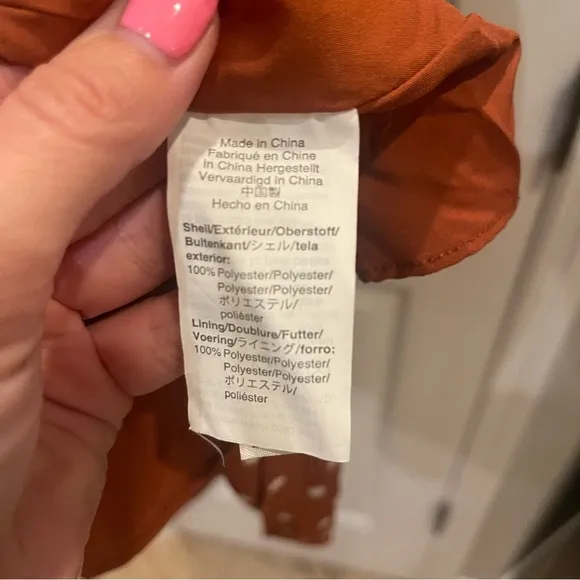 Made in China
Fabriqué en Chine
In China Hergestellt
Vervaardigd in China
中国製
Hecho en China
Shell/Extérieur/Oberstoff/
Buitenkant/シェル/tela
exterior:
100% Polyester/Polyester/
Polyester/Polyester/
ポリエステル/
poliéster
Lining/Doublure/Futter/
Voering/ライニング/forro:
100% Polyester/Polyester/
Polyester/Polyester/
ポリエステル/
poliéster